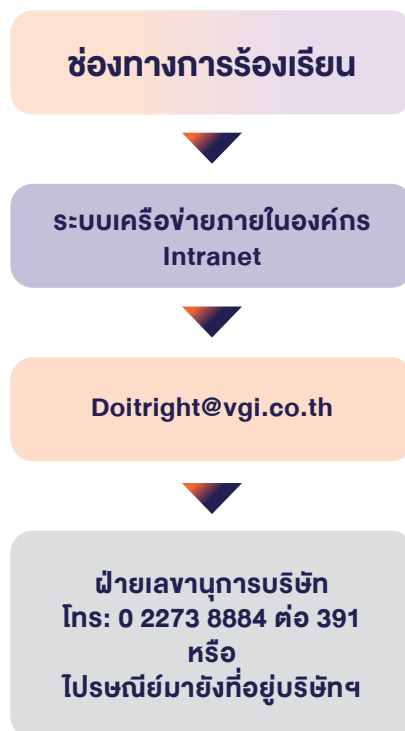 ช่องทางการร้องเรียน
ระบบเครือข่ายภายในองค์กร
Intranet
Doitright@vgi.co.th
ฝ่ายเลขานุการบริษัท
โทร: 0 2273 8884 ต่อ 391
หรือ
ไปรษณีย์มายังที่อยู่บริษัทฯ